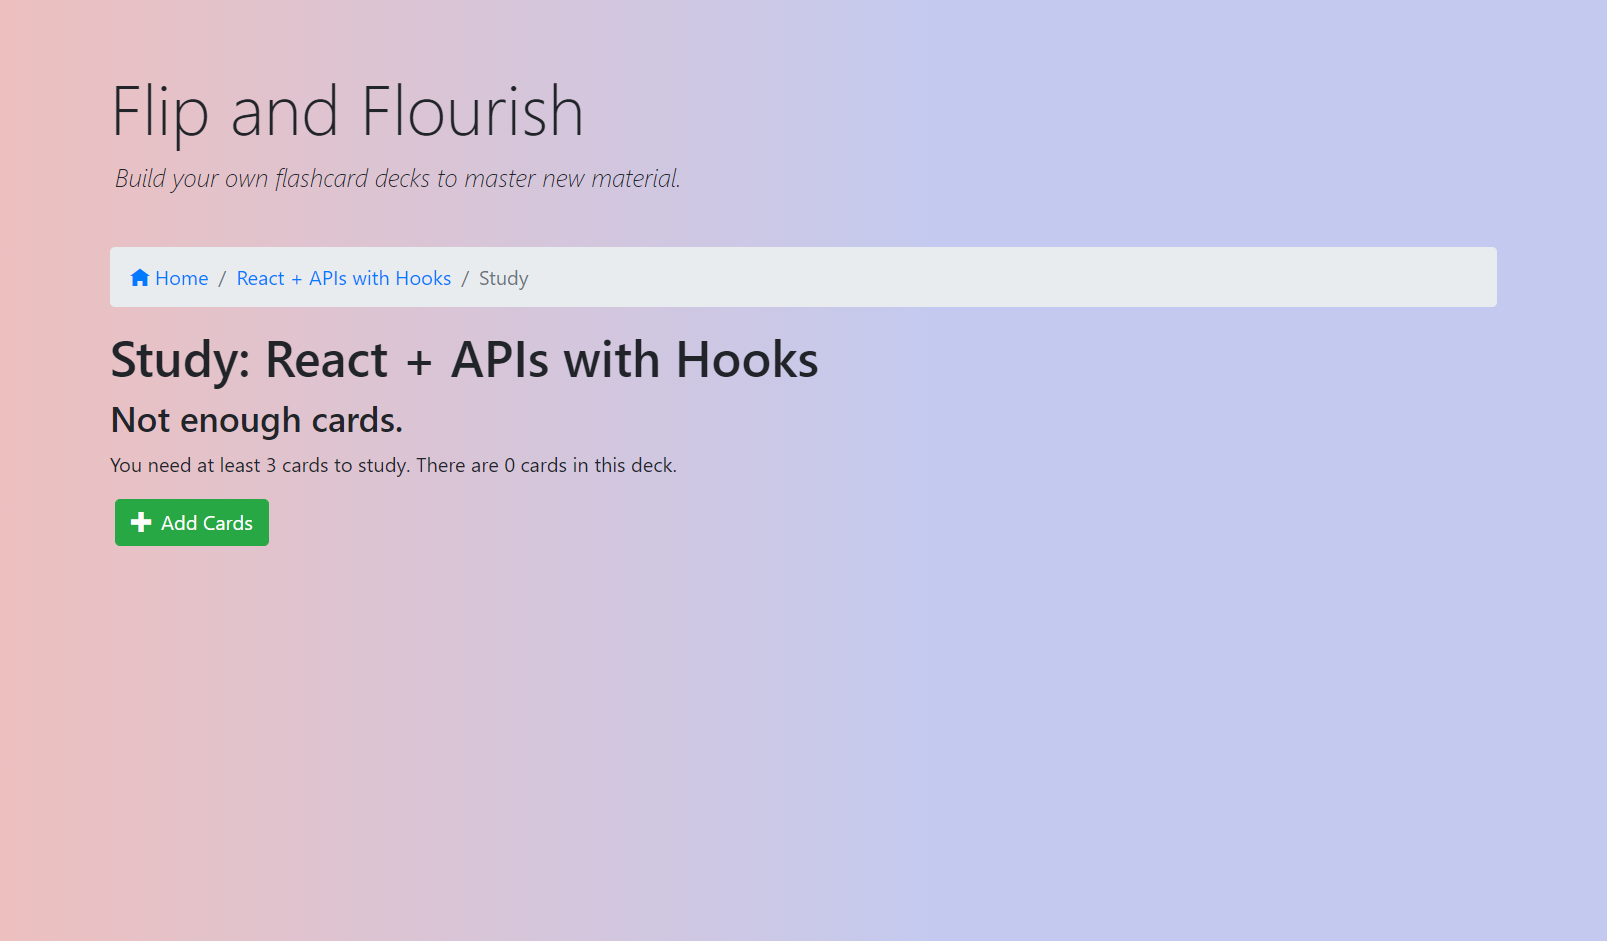 Flip and Flourish
Build your own flashcard decks to master new material.
Home / React + APIs with Hooks / Study
Study: React + APIs with Hooks
Not enough cards.
You need at least 3 cards to study. There are 0 cards in this deck.
Add Cards